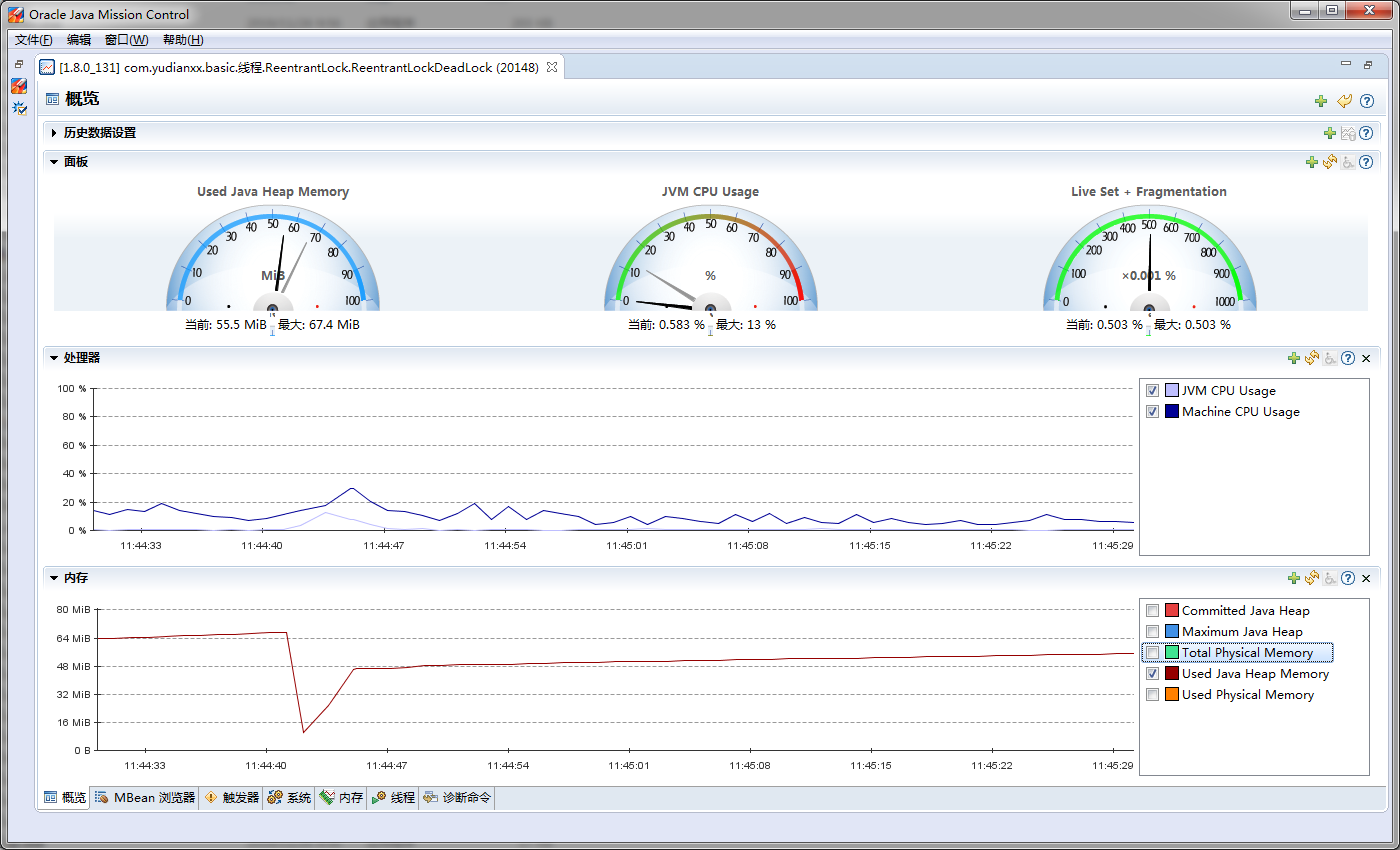 Oracle Java Mission Control
文件(F) 编辑 窗口(W) 帮助(H)
[1.8.0_131] com.yudianxx.basic.线程.ReentrantLock.ReentrantLockDeadLock (20148)
概览
历史数据设置
面板
Used Java Heap Memory
0 10 20 30 40 50 60 70 80 90 100
MiB
当前: 55.5 MiB 最大: 67.4 MiB
JVM CPU Usage
0 10 20 30 40 50 60 70 80 90 100
%
当前: 0.583 % 最大: 13 %
Live Set + Fragmentation
0 100 200 300 400 500 600 700 800 900 1000
×0.001 %
当前: 0.503 % 最大: 0.503 %
处理器
100 %
80 %
60 %
40 %
20 %
0 %
11:44:33 11:44:40 11:44:47 11:44:54 11:45:01 11:45:08 11:45:15 11:45:22 11:45:29
JVM CPU Usage
Machine CPU Usage
内存
80 MiB
64 MiB
48 MiB
32 MiB
16 MiB
0 B
11:44:33 11:44:40 11:44:47 11:44:54 11:45:01 11:45:08 11:45:15 11:45:22 11:45:29
Committed Java Heap
Maximum Java Heap
Total Physical Memory
Used Java Heap Memory
Used Physical Memory
概览 MBean 浏览器 触发器 系统 内存 线程 诊断命令